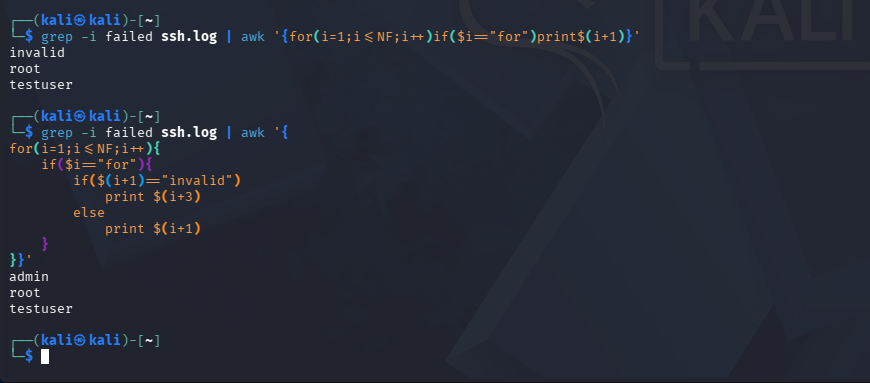 ┌──(kali㉿kali)-[~]
└─$ grep -i failed ssh.log | awk '{for(i=1;i<=NF;i++)if($i=="for")print$(i+1)}'
invalid
root
testuser
┌──(kali㉿kali)-[~]
└─$ grep -i failed ssh.log | awk '{
for(i=1;i<=NF;i++){
    if($i=="for"){
        if($(i+1)=="invalid")
            print $(i+3)
        else
            print $(i+1)
    }
}}'
admin
root
testuser
┌──(kali㉿kali)-[~]
└─$
KALI